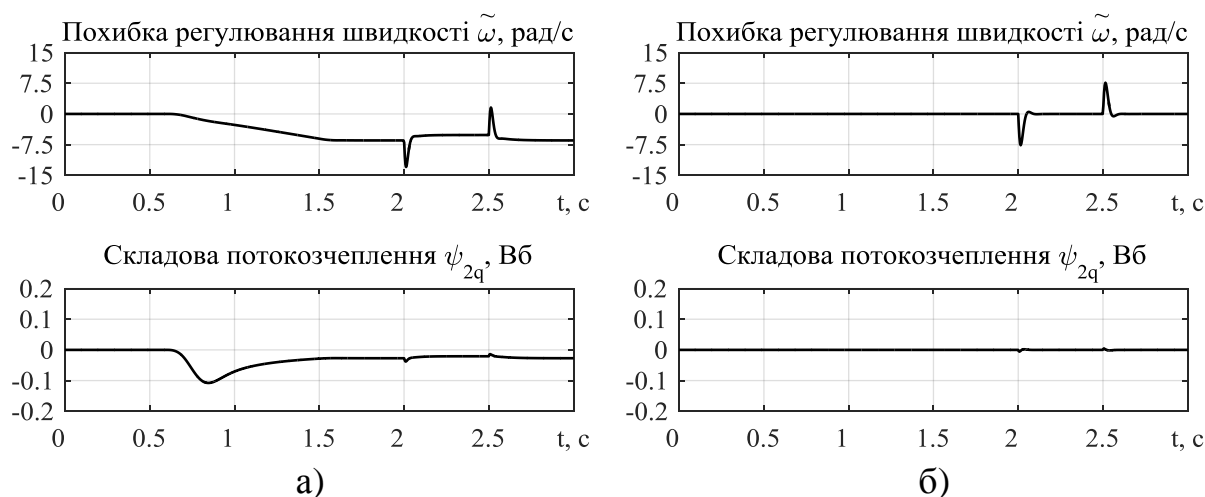 Похибка регулювання швидкості ω̃, рад/с
15
7.5
0
-7.5
-15
0 0.5 1 1.5 2 2.5 t, с
Складова потокозчеплення ψ2q, Вб
0.2
0.1
0
-0.1
-0.2
0 0.5 1 1.5 2 2.5 t, с
а)
Похибка регулювання швидкості ω̃, рад/с
15
7.5
0
-7.5
-15
0 0.5 1 1.5 2 2.5 t, с
Складова потокозчеплення ψ2q, Вб
0.2
0.1
0
-0.1
-0.2
0 0.5 1 1.5 2 2.5 t, с
б)